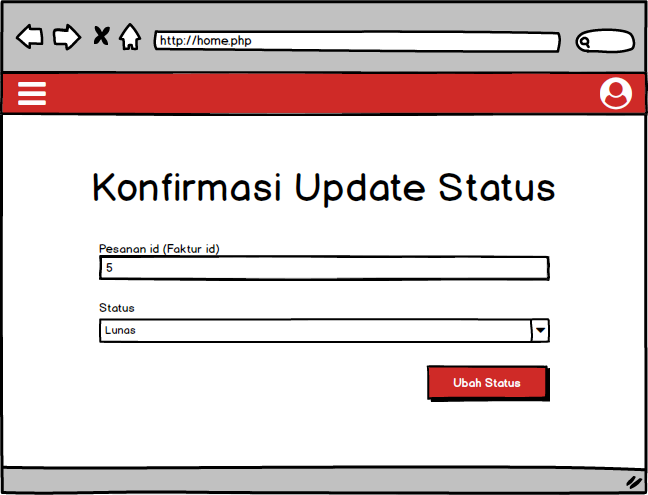 http://home.php
Konfirmasi Update Status
Pesanan id (Faktur id)
5
Status
Lunas
Ubah Status